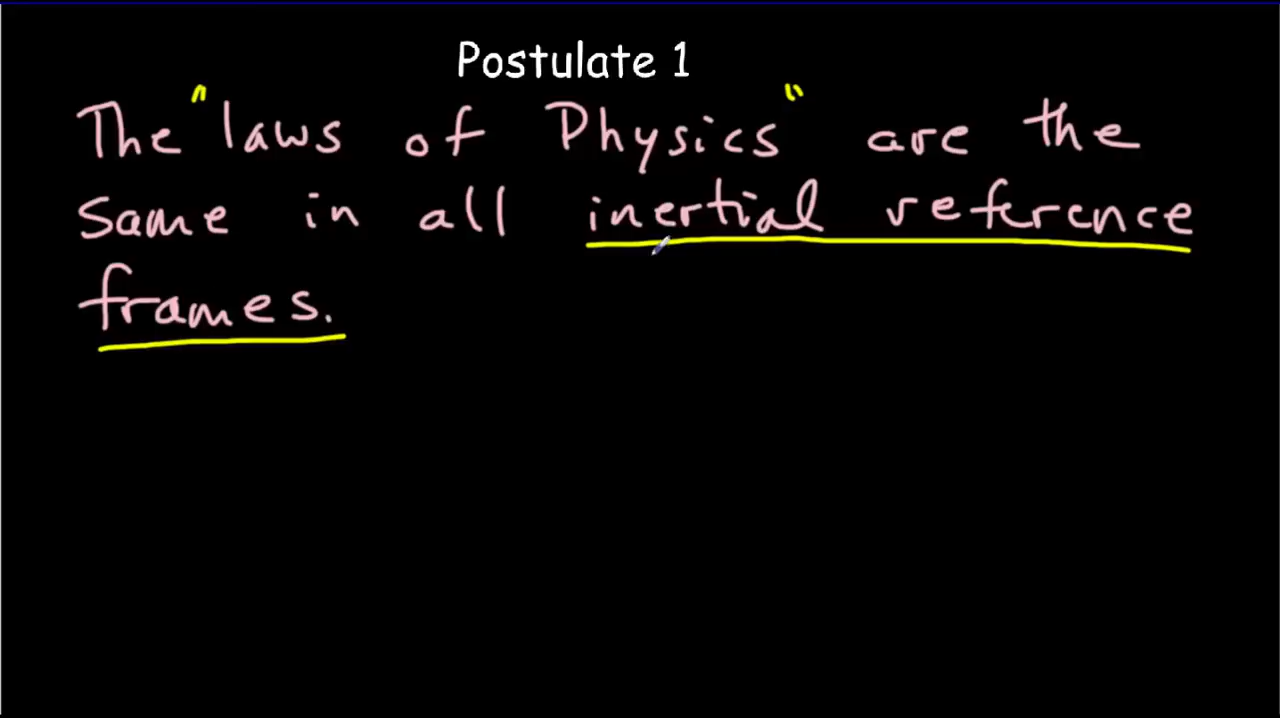 Postulate 1
The "laws of Physics" are the
same in all inertial reference
frames.